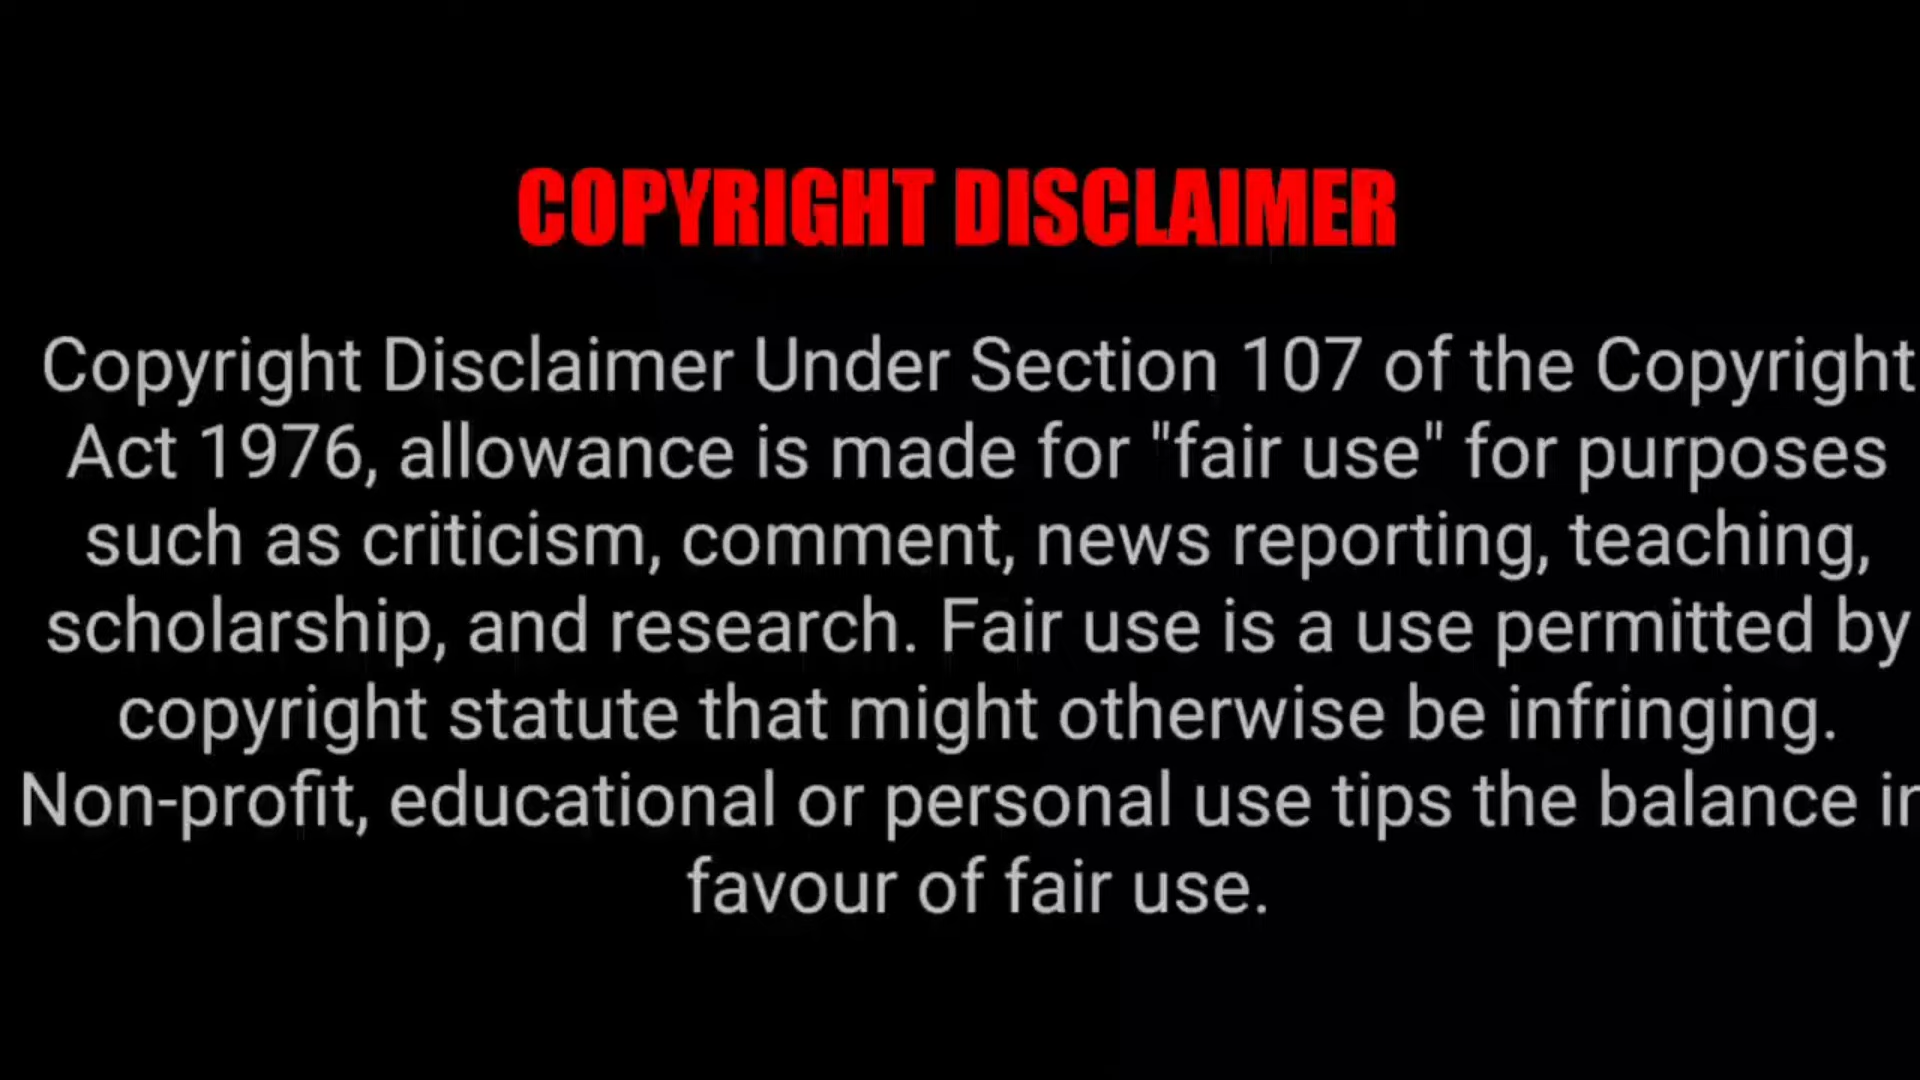 COPYRIGHT DISCLAIMER
Copyright Disclaimer Under Section 107 of the Copyright
Act 1976, allowance is made for "fair use" for purposes
such as criticism, comment, news reporting, teaching,
scholarship, and research. Fair use is a use permitted by
copyright statute that might otherwise be infringing.
Non-profit, educational or personal use tips the balance in
favour of fair use.